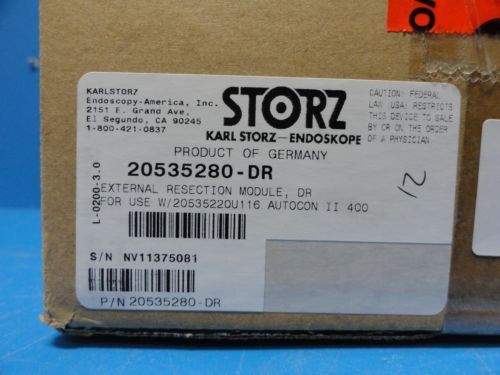 KARLSTORZ
Endoscopy-America, Inc.
2151 E. Grand Ave,
El Segundo, CA 90245
1-800-421-0837
STORZ
KARL STORZ—ENDOSKOPE
CAUTION: FEDERAL
LAW (USA) RESTRICTS
THIS DEVICE TO SALE
BY OR ON THE ORDER
OF A PHYSICIAN
PRODUCT OF GERMANY
20535280-DR
EXTERNAL RESECTION MODULE, DR
FOR USE W/20535220U116 AUTOCON II 400
L-0200-3.0
S/N NV11375081
P/N 20535280-DR